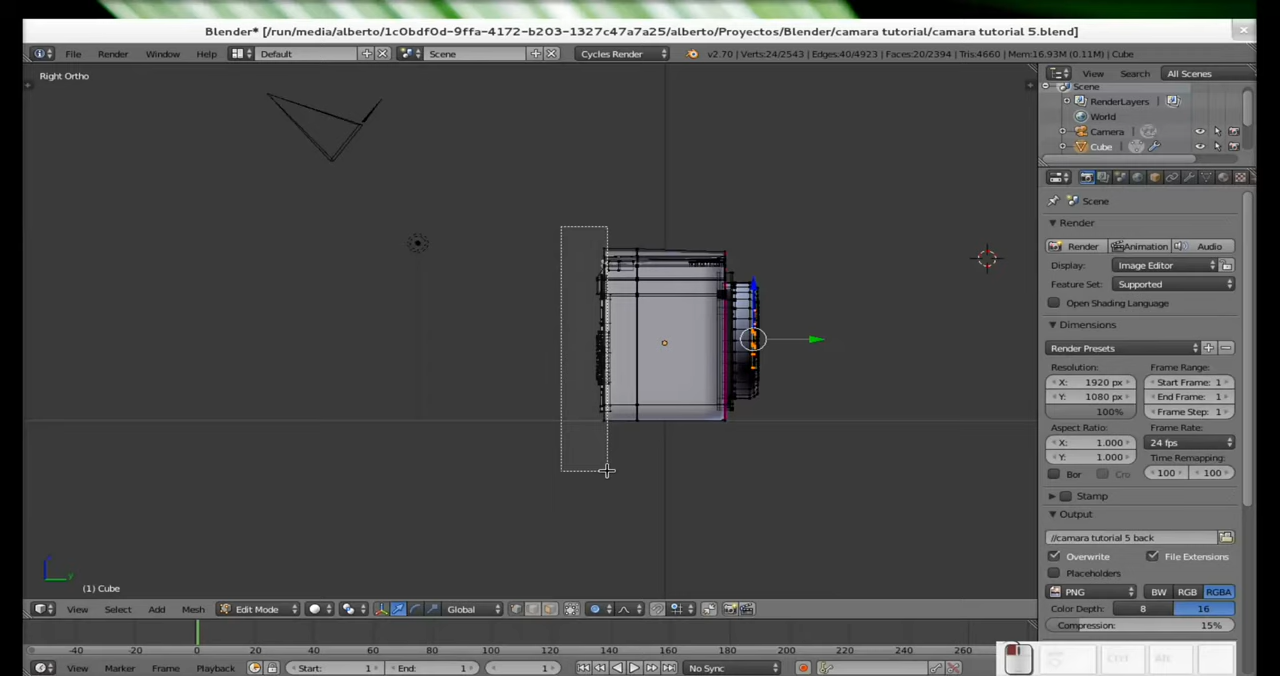 Blender* [/run/media/alberto/1c0bdf0d-9ffa-4172-b203-1327c47a7a25/alberto/Proyectos/Blender/camara tutorial/camara tutorial 5.blend]
File Render Window Help Default Scene Cycles Render v2.70 | Verts:24/2543 | Edges:40/4923 | Faces:20/2394 | Tris:4660 | Mem:16.93M (0.11M) | Cube
Right Ortho
View Search All Scenes
Scene
RenderLayers
World
Camera
Cube
Scene
Render
Render Animation Audio
Display: Image Editor
Feature Set: Supported
Open Shading Language
Dimensions
Render Presets
Resolution: Frame Range:
X: 1920 px Start Frame: 1
Y: 1080 px End Frame: 1
100% Frame Step: 1
Aspect Ratio: Frame Rate:
X: 1.000 24 fps
Y: 1.000 Time Remapping:
Bor Cro 100 100
Stamp
Output
//camara tutorial 5 back
Overwrite File Extensions
Placeholders
PNG BW RGB RGBA
Color Depth: 8 16
Compression: 15%
z
y
(1) Cube
View Select Add Mesh Edit Mode Global
-40 -20 0 20 40 60 80 100 120 140 160 180 200 220 240 260
View Marker Frame Playback Start: 1 End: 1 1 No Sync
Ctrl Alt